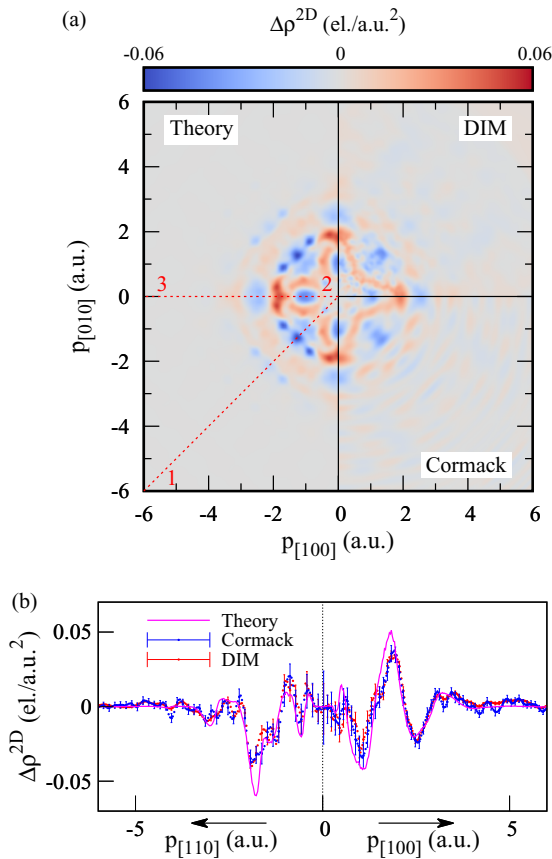 (a)
Δρ2D (el./a.u.2)
-0.06 0 0.06
Theory DIM
Cormack
3 2
1
6
4
2
0
-2
-4
-6
p[010] (a.u.)
-6 -4 -2 0 2 4 6
p[100] (a.u.)
(b)
Theory
Cormack
DIM
0.05
0
-0.05
Δρ2D (el./a.u.2)
-5 0 5
p[110] (a.u.) p[100] (a.u.)